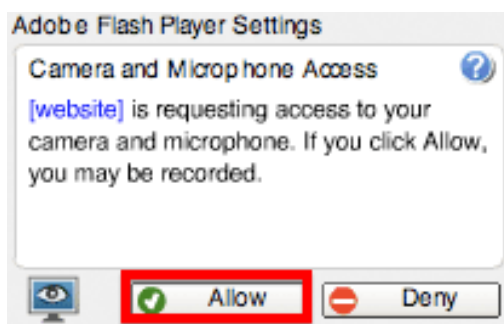 Adobe Flash Player Settings
Camera and Microphone Access
[website] is requesting access to your
camera and microphone. If you click Allow,
you may be recorded.
Allow
Deny